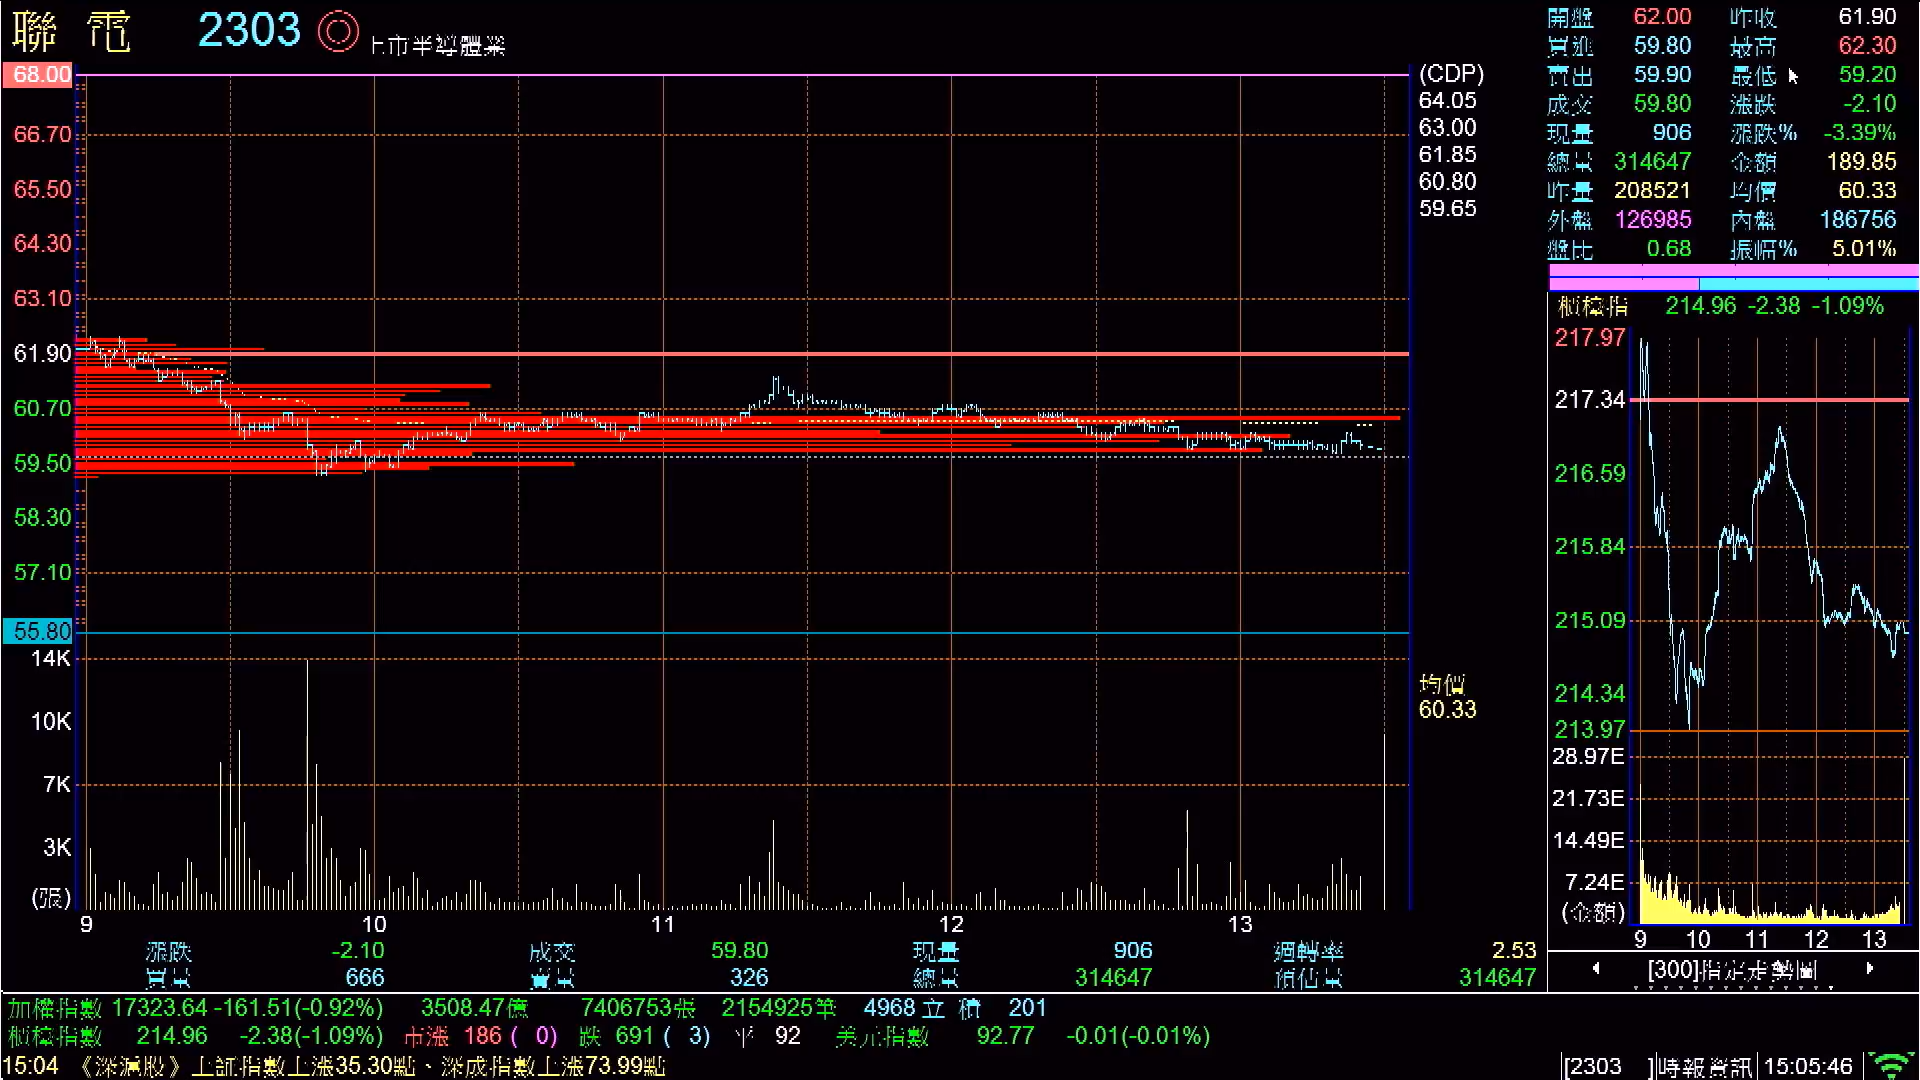 聯電 2303 上市半導體業
68.00
66.70
65.50
64.30
63.10
61.90
60.70
59.50
58.30
57.10
55.80
14K
10K
7K
3K
(張)
9 10 11 12 13
(CDP)
64.05
63.00
61.85
60.80
59.65
均價
60.33
開盤 62.00 昨收 61.90
買進 59.80 最高 62.30
賣出 59.90 最低 59.20
成交 59.80 漲跌 -2.10
現量 906 漲跌% -3.39%
總量 314647 金額 189.85
昨量 208521 均價 60.33
外盤 126985 內盤 186756
盤比 0.68 振幅% 5.01%
櫃檯指 214.96 -2.38 -1.09%
217.97
217.34
216.59
215.84
215.09
214.34
213.97
28.97E
21.73E
14.49E
7.24E
(金額)
9 10 11 12 13
[300]指定走勢圖
漲跌 -2.10 成交 59.80 現量 906 週轉率 2.53
買量 666 賣量 326 總量 314647 預估量 314647
加權指數 17323.64 -161.51(-0.92%) 3508.47億 7406753張 2154925筆 4968 立積 201
櫃檯指數 214.96 -2.38(-1.09%) 市漲 186 ( 0) 跌 691 ( 3) 平 92 美元指數 92.77 -0.01(-0.01%)
15:04 《深滬股》上証指數上漲35.30點、深成指數上漲73.99點
[2303 ]時報資訊 15:05:46